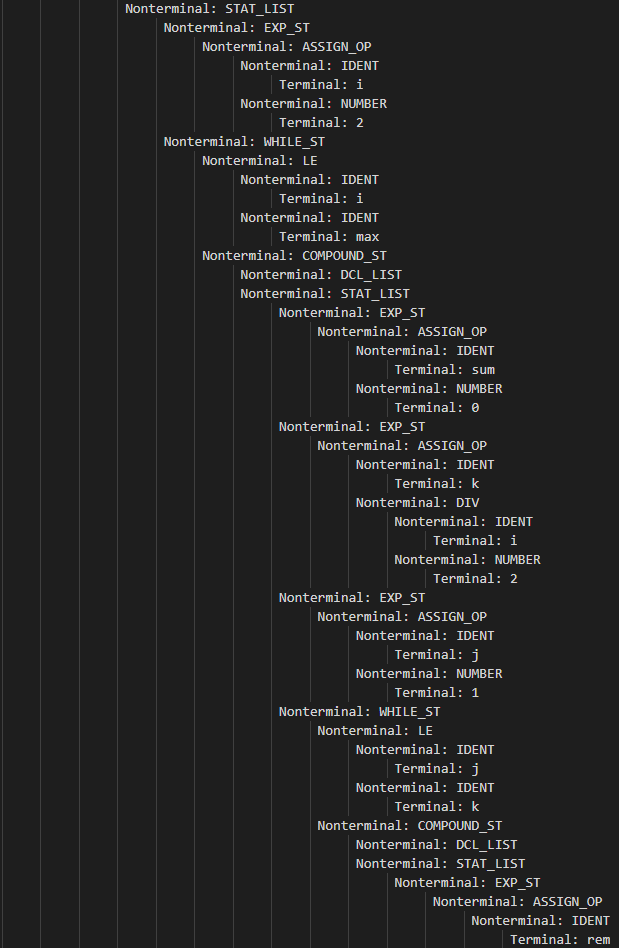 Nonterminal: STAT_LIST
Nonterminal: EXP_ST
Nonterminal: ASSIGN_OP
Nonterminal: IDENT
Terminal: i
Nonterminal: NUMBER
Terminal: 2
Nonterminal: WHILE_ST
Nonterminal: LE
Nonterminal: IDENT
Terminal: i
Nonterminal: IDENT
Terminal: max
Nonterminal: COMPOUND_ST
Nonterminal: DCL_LIST
Nonterminal: STAT_LIST
Nonterminal: EXP_ST
Nonterminal: ASSIGN_OP
Nonterminal: IDENT
Terminal: sum
Nonterminal: NUMBER
Terminal: 0
Nonterminal: EXP_ST
Nonterminal: ASSIGN_OP
Nonterminal: IDENT
Terminal: k
Nonterminal: DIV
Nonterminal: IDENT
Terminal: i
Nonterminal: NUMBER
Terminal: 2
Nonterminal: EXP_ST
Nonterminal: ASSIGN_OP
Nonterminal: IDENT
Terminal: j
Nonterminal: NUMBER
Terminal: 1
Nonterminal: WHILE_ST
Nonterminal: LE
Nonterminal: IDENT
Terminal: j
Nonterminal: IDENT
Terminal: k
Nonterminal: COMPOUND_ST
Nonterminal: DCL_LIST
Nonterminal: STAT_LIST
Nonterminal: EXP_ST
Nonterminal: ASSIGN_OP
Nonterminal: IDENT
Terminal: rem